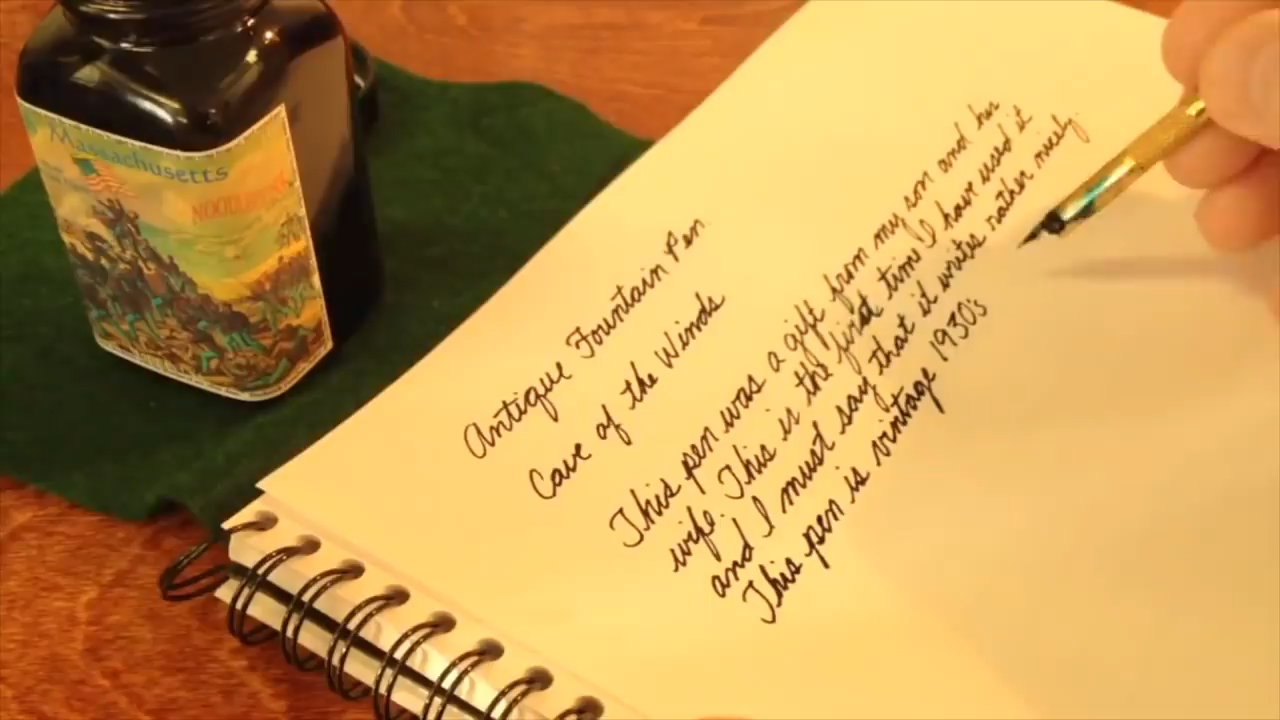 Massachusetts
Antique Fountain Pen
Cave of the Winds
This pen was a gift from my son and his
wife. This is the first time I have used it
and I must say that it writes rather nicely.
This pen is vintage 1930's